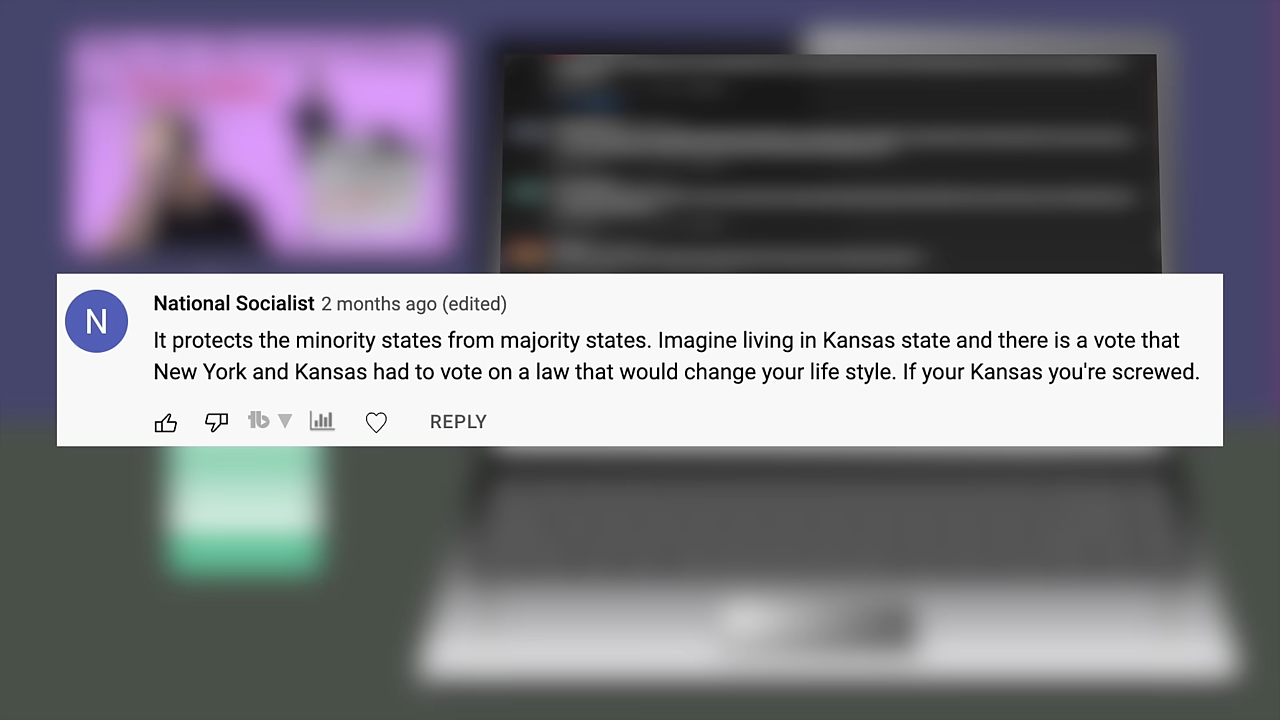 N
National Socialist 2 months ago (edited)
It protects the minority states from majority states. Imagine living in Kansas state and there is a vote that
New York and Kansas had to vote on a law that would change your life style. If your Kansas you're screwed.
tb
REPLY